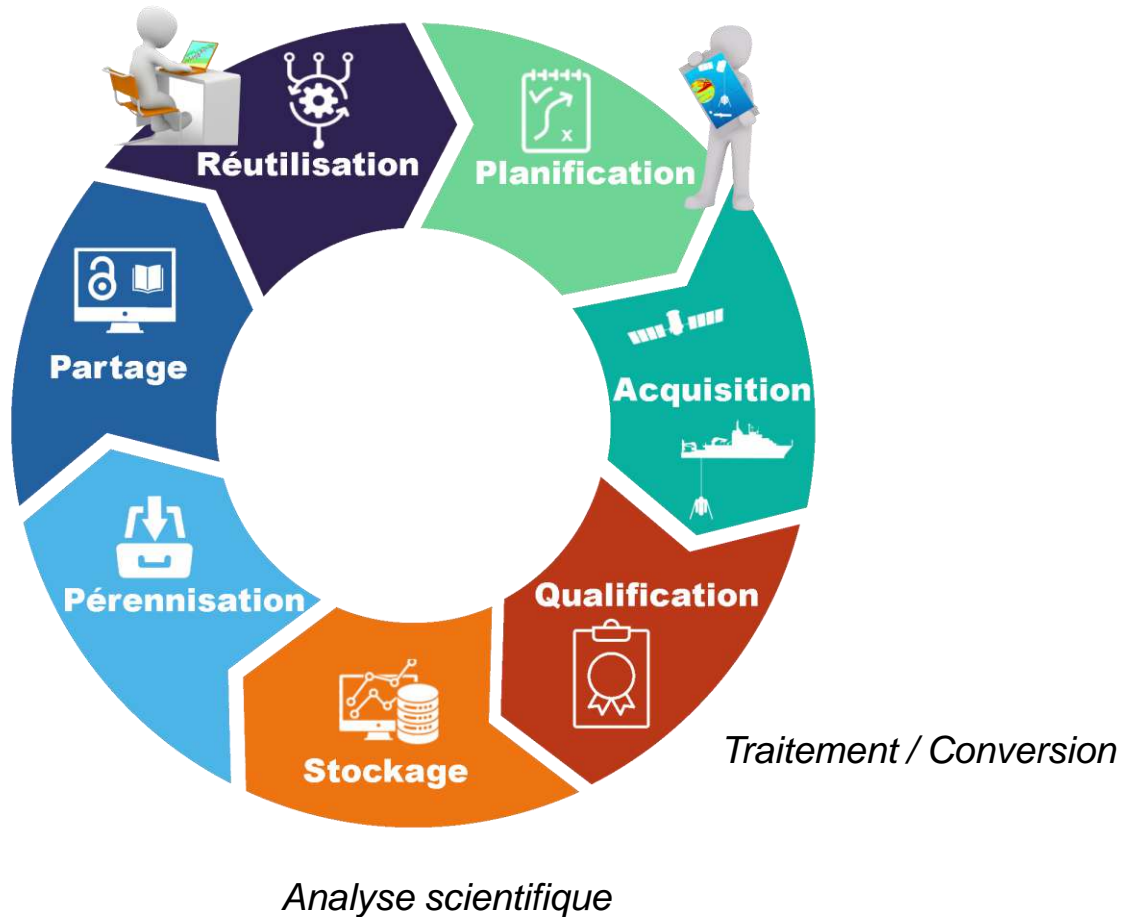 Réutilisation
Planification
Partage
Acquisition
Pérennisation
Qualification
Stockage
Traitement / Conversion
Analyse scientifique